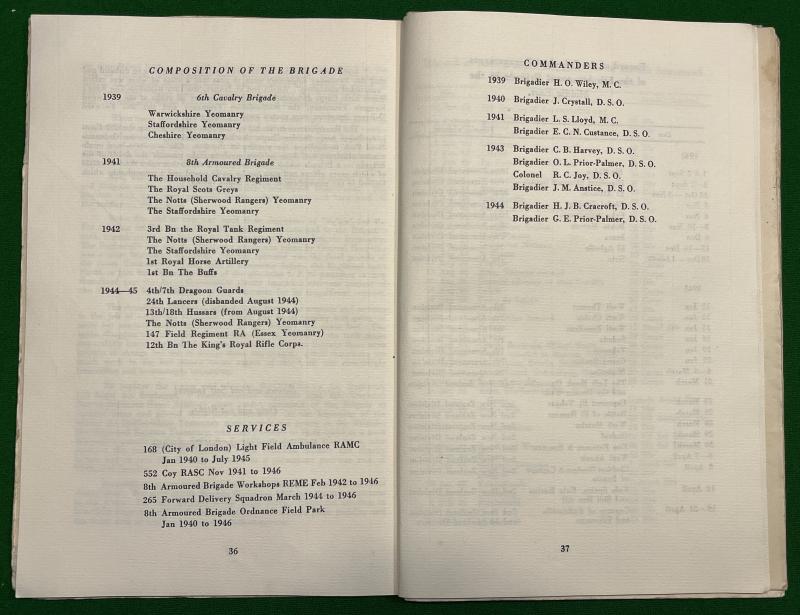 COMPOSITION OF THE BRIGADE
1939 6th Cavalry Brigade
Warwickshire Yeomanry
Staffordshire Yeomanry
Cheshire Yeomanry
1941 8th Armoured Brigade
The Household Cavalry Regiment
The Royal Scots Greys
The Notts (Sherwood Rangers) Yeomanry
The Staffordshire Yeomanry
1942 3rd Bn the Royal Tank Regiment
The Notts (Sherwood Rangers) Yeomanry
The Staffordshire Yeomanry
1st Royal Horse Artillery
1st Bn The Buffs
1944—45 4th/7th Dragoon Guards
24th Lancers (disbanded August 1944)
13th/18th Hussars (from August 1944)
The Notts (Sherwood Rangers) Yeomanry
147 Field Regiment RA (Essex Yeomanry)
12th Bn The King's Royal Rifle Corps.
SERVICES
168 (City of London) Light Field Ambulance RAMC
Jan 1940 to July 1945
552 Coy RASC Nov 1941 to 1946
8th Armoured Brigade Workshops REME Feb 1942 to 1946
265 Forward Delivery Squadron March 1944 to 1946
8th Armoured Brigade Ordnance Field Park
Jan 1940 to 1946
36
COMMANDERS
1939 Brigadier H. O. Wiley, M. C.
1940 Brigadier J. Crystall, D. S. O.
1941 Brigadier L. S. Lloyd, M. C.
Brigadier E. C. N. Custance, D. S. O.
1943 Brigadier C. B. Harvey, D. S. O.
Brigadier O. L. Prior-Palmer, D. S. O.
Colonel R. C. Joy, D. S. O.
Brigadier J. M. Anstice, D. S. O.
1944 Brigadier H. J. B. Cracroft, D. S. O.
Brigadier G. E. Prior-Palmer, D. S. O.
37